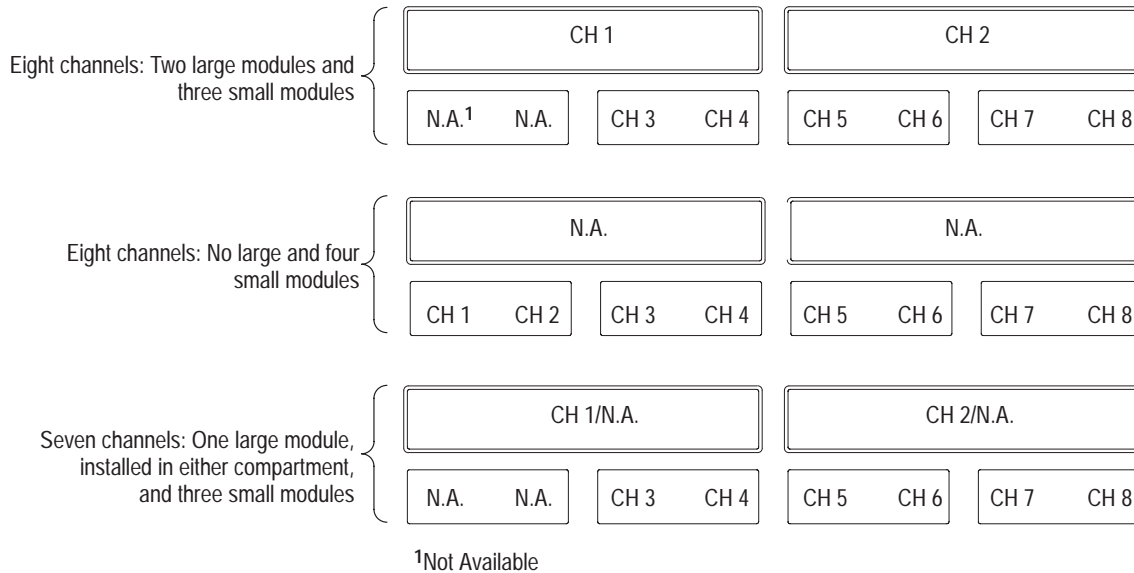 CH 1 CH 2
Eight channels: Two large modules and
three small modules
N.A.1 N.A. CH 3 CH 4 CH 5 CH 6 CH 7 CH 8
N.A. N.A.
Eight channels: No large and four
small modules
CH 1 CH 2 CH 3 CH 4 CH 5 CH 6 CH 7 CH 8
CH 1/N.A. CH 2/N.A.
Seven channels: One large module,
installed in either compartment,
and three small modules
N.A. N.A. CH 3 CH 4 CH 5 CH 6 CH 7 CH 8
1Not Available